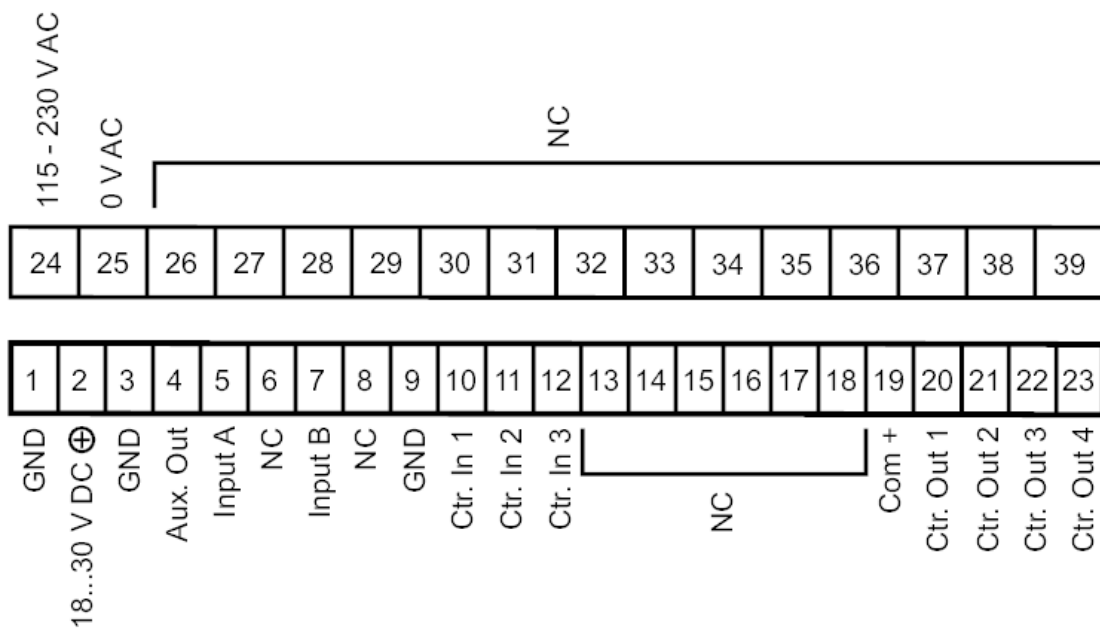 115 - 230 V AC
0 V AC
NC
24 25 26 27 28 29 30 31 32 33 34 35 36 37 38 39
1 2 3 4 5 6 7 8 9 10 11 12 13 14 15 16 17 18 19 20 21 22 23
GND
18...30 V DC ⊕
GND
Aux. Out
Input A
NC
Input B
NC
GND
Ctr. In 1
Ctr. In 2
Ctr. In 3
NC
Com +
Ctr. Out 1
Ctr. Out 2
Ctr. Out 3
Ctr. Out 4